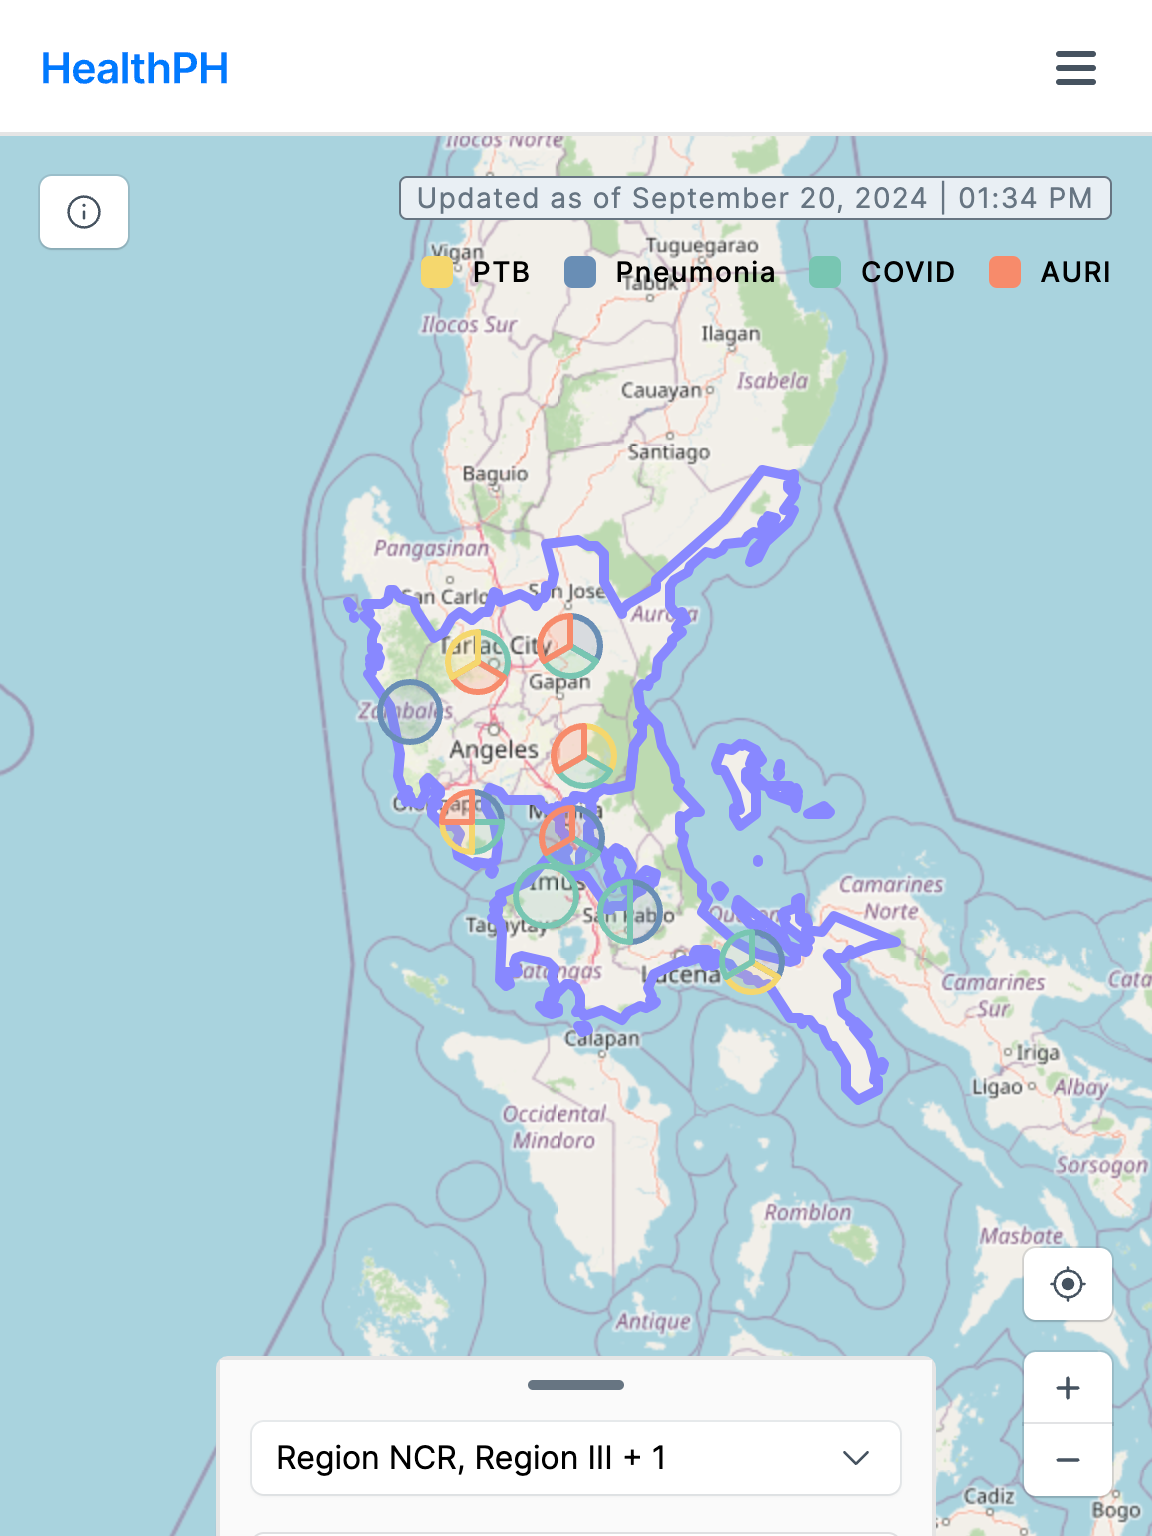 HealthPH
Ilocos Norte
Updated as of September 20, 2024 | 01:34 PM
Vigan
Tuguegarao
PTB
Pneumonia
COVID
AURI
Tabuk
Ilocos Sur
Ilagan
Isabela
Cauayan
Santiago
Baguio
Pangasinan
San Carlo
San Jose
Aurora
Tarlac City
Gapan
Zambales
Angeles
Olongapo
Manila
Imus
Camarines
Norte
San Pablo
Quezon
Tagaytay
Batangas
Lucena
Camarines
Sur
Cata
Calapan
Iriga
Ligao
Albay
Occidental
Mindoro
Sorsogon
Romblon
Masbate
Antique
+
−
Region NCR, Region III + 1
Cadiz
Bogo